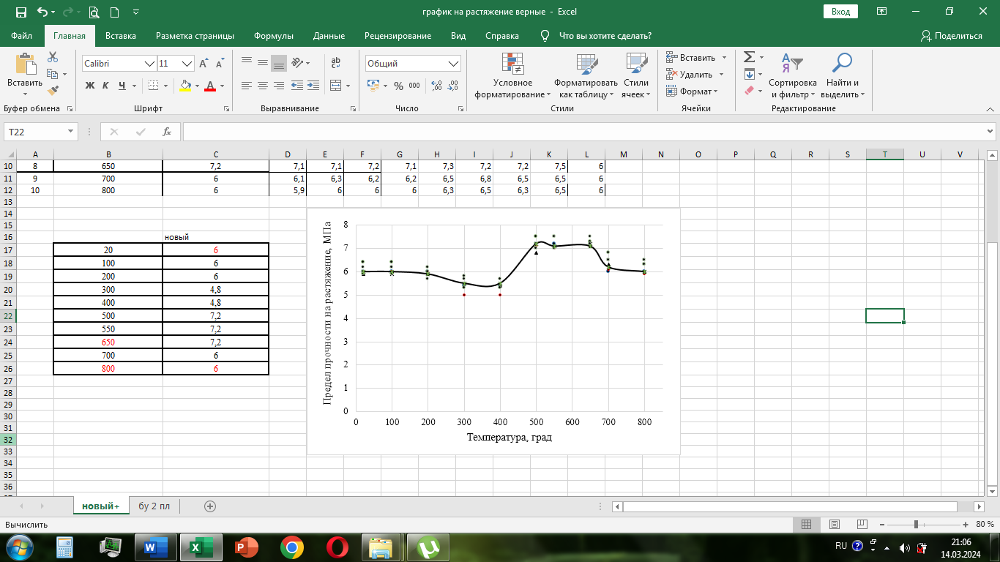 график на растяжение верные - Excel
Вход
Файл Главная Вставка Разметка страницы Формулы Данные Рецензирование Вид Справка Что вы хотите сделать? Поделиться
Вставить
Calibri 11
Ж К Ч
Общий
% 000
Условное форматирование
Форматировать как таблицу
Стили ячеек
Вставить
Удалить
Формат
Сортировка и фильтр
Найти и выделить
Буфер обмена Шрифт Выравнивание Число Стили Ячейки Редактирование
T22
fx
A B C D E F G H I J K L M N O P Q R S T U V
10 8 650 7,2 7,1 7,1 7,2 7,1 7,3 7,2 7,2 7,5 6
11 9 700 6 6,1 6,3 6,2 6,2 6,5 6,8 6,5 6,5 6
12 10 800 6 5,9 6 6 6 6,3 6,5 6,3 6,5 6
13
14
15
16 новый
17 20 6
18 100 6
19 200 6
20 300 4,8
21 400 4,8
22 500 7,2
23 550 7,2
24 650 7,2
25 700 6
26 800 6
27
28
29
30
31
32
33
34
35
36
Предел прочности на растяжение, МПа
8
7
6
5
4
3
2
1
0
0 100 200 300 400 500 600 700 800
Температура, град
новый+ бу 2 пл
Вычислить
80 %
RU
21:06
14.03.2024